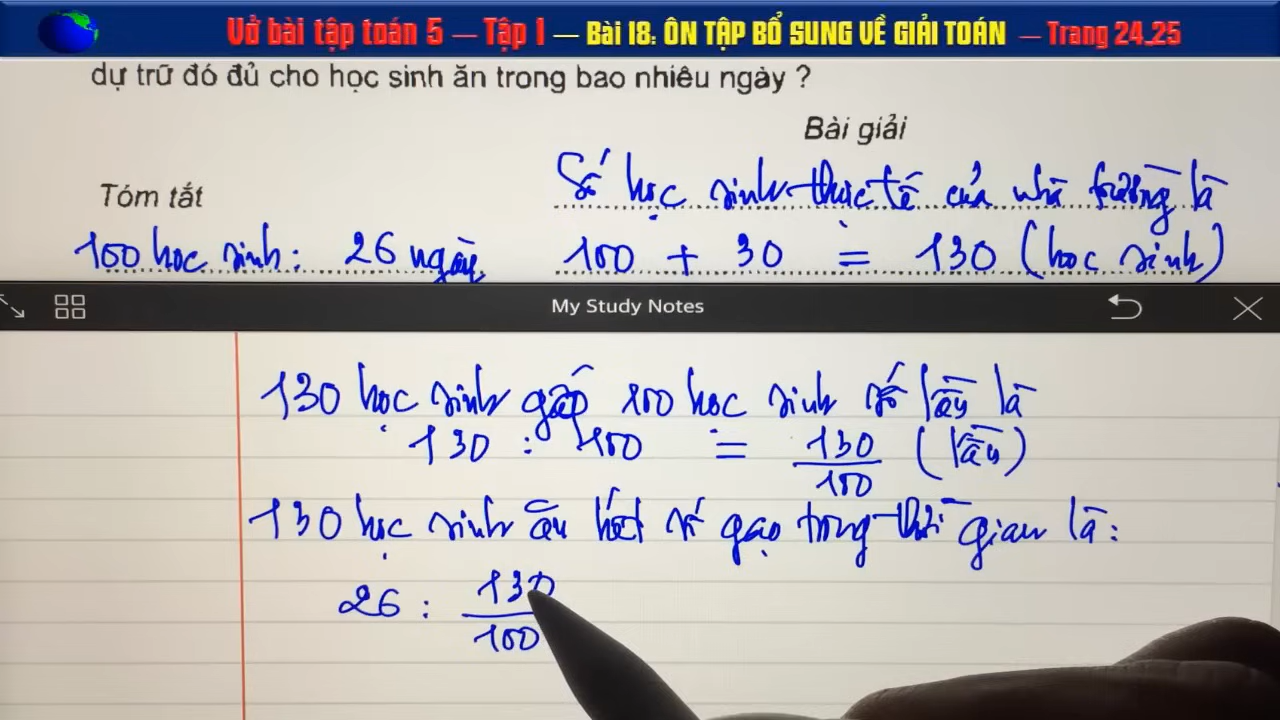 Vở bài tập toán 5 – Tập 1 – Bài 18: ÔN TẬP BỔ SUNG VỀ GIẢI TOÁN – Trang 24_25
dự trữ đó đủ cho học sinh ăn trong bao nhiêu ngày ?
Bài giải
Số học sinh thực tế của nhà trường là
Tóm tắt
100 học sinh: 26 ngày
100 + 30 = 130 (học sinh)
My Study Notes
130 học sinh gấp 100 học sinh số lần là
130 : 100 = 130/100 (lần)
130 học sinh ăn hết số gạo trong thời gian là:
26 : 130/100